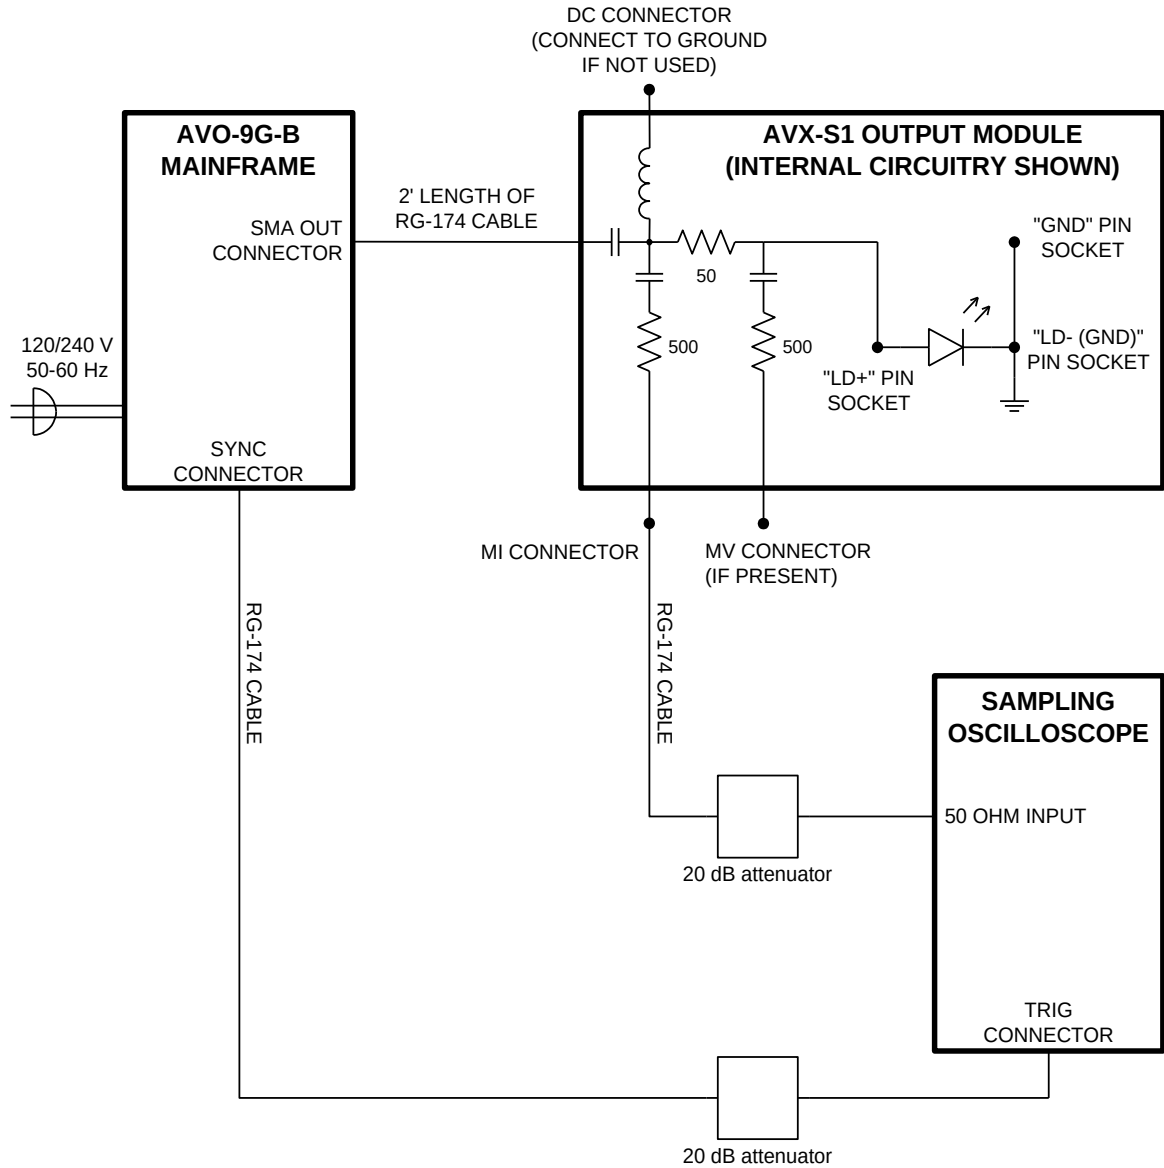 DC CONNECTOR
(CONNECT TO GROUND
IF NOT USED)
AVO-9G-B
MAINFRAME
AVX-S1 OUTPUT MODULE
(INTERNAL CIRCUITRY SHOWN)
2' LENGTH OF
RG-174 CABLE
SMA OUT
CONNECTOR
"GND" PIN
SOCKET
50
120/240 V
50-60 Hz
500
500
"LD- (GND)"
PIN SOCKET
"LD+" PIN
SOCKET
SYNC
CONNECTOR
MI CONNECTOR
MV CONNECTOR
(IF PRESENT)
RG-174 CABLE
RG-174 CABLE
SAMPLING
OSCILLOSCOPE
50 OHM INPUT
20 dB attenuator
TRIG
CONNECTOR
20 dB attenuator